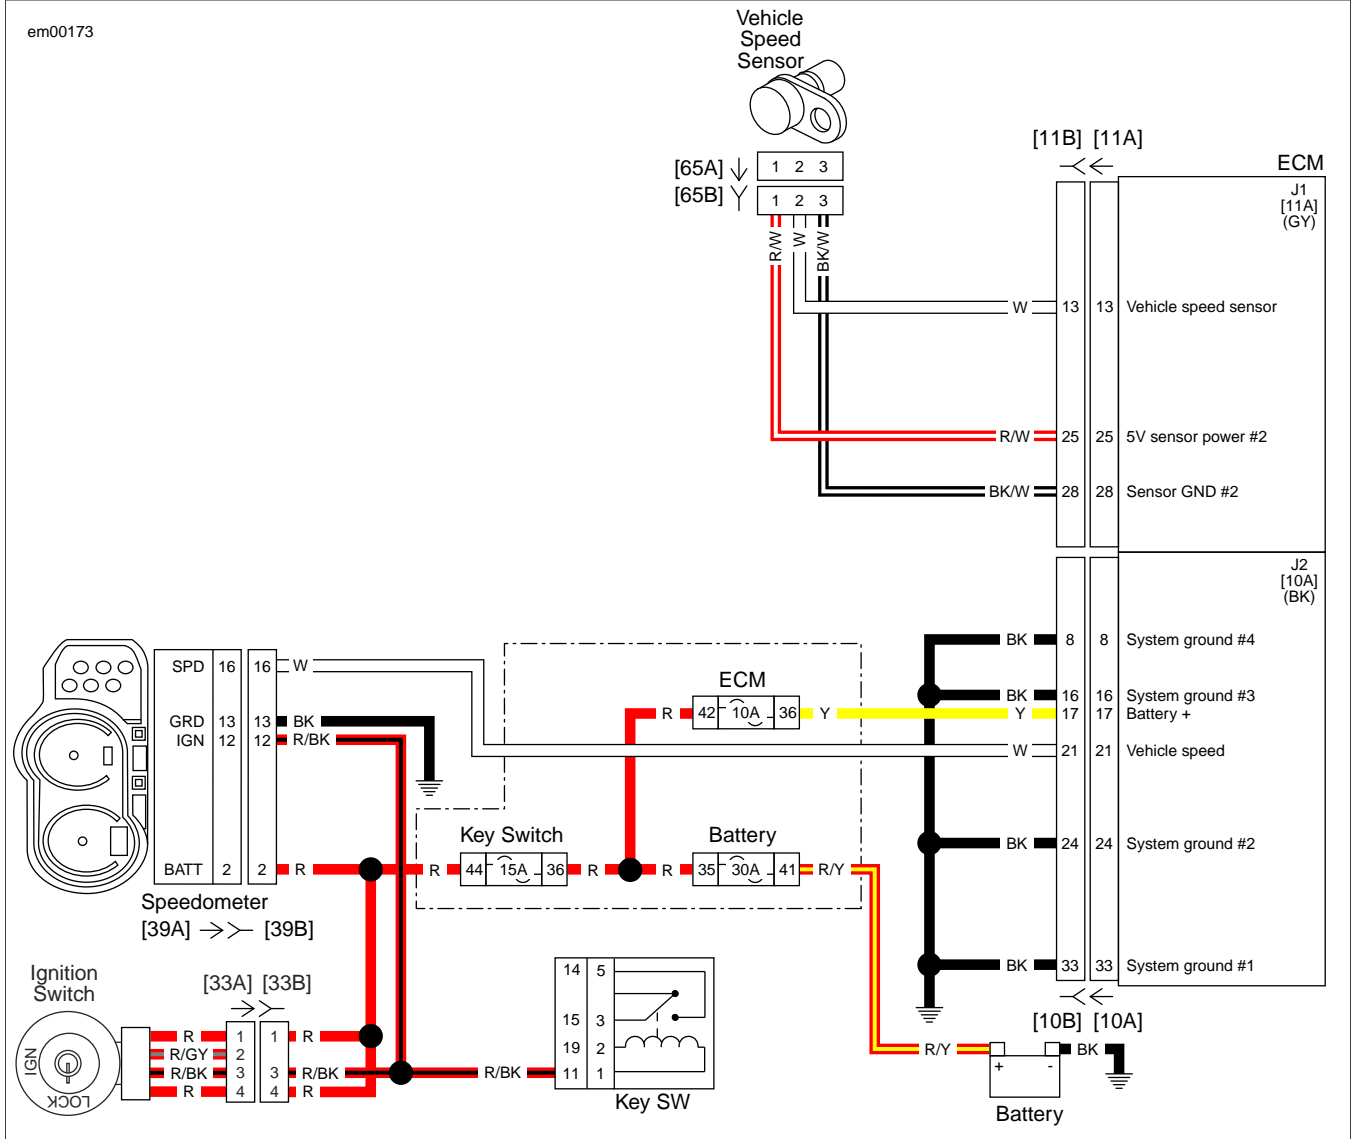 em00173
Vehicle
Speed
Sensor
[65A]
1 2 3
[65B]
1 2 3
R/W W BK/W
[11B] [11A]
ECM
J1
[11A]
(GY)
W 13 13 Vehicle speed sensor
R/W 25 25 5V sensor power #2
BK/W 28 28 Sensor GND #2
J2
[10A]
(BK)
BK 8 8 System ground #4
BK 16 16 System ground #3
Y 17 17 Battery +
W 21 21 Vehicle speed
BK 24 24 System ground #2
BK 33 33 System ground #1
[10B] [10A]
SPD 16 16 W
GRD 13 13 BK
IGN 12 12 R/BK
BATT 2 2 R
Speedometer
[39A] [39B]
ECM
R 42 10A 36 Y
Key Switch
R 44 15A 36 R
Battery
R 35 30A 41 R/Y
Ignition
Switch
IGN
LOCK
[33A] [33B]
R 1 1 R
R/GY 2
R/BK 3 3 R/BK
R 4 4 R
R/BK
14 5
15 3
19 2
11 1
Key SW
R/Y
+ -
BK
Battery